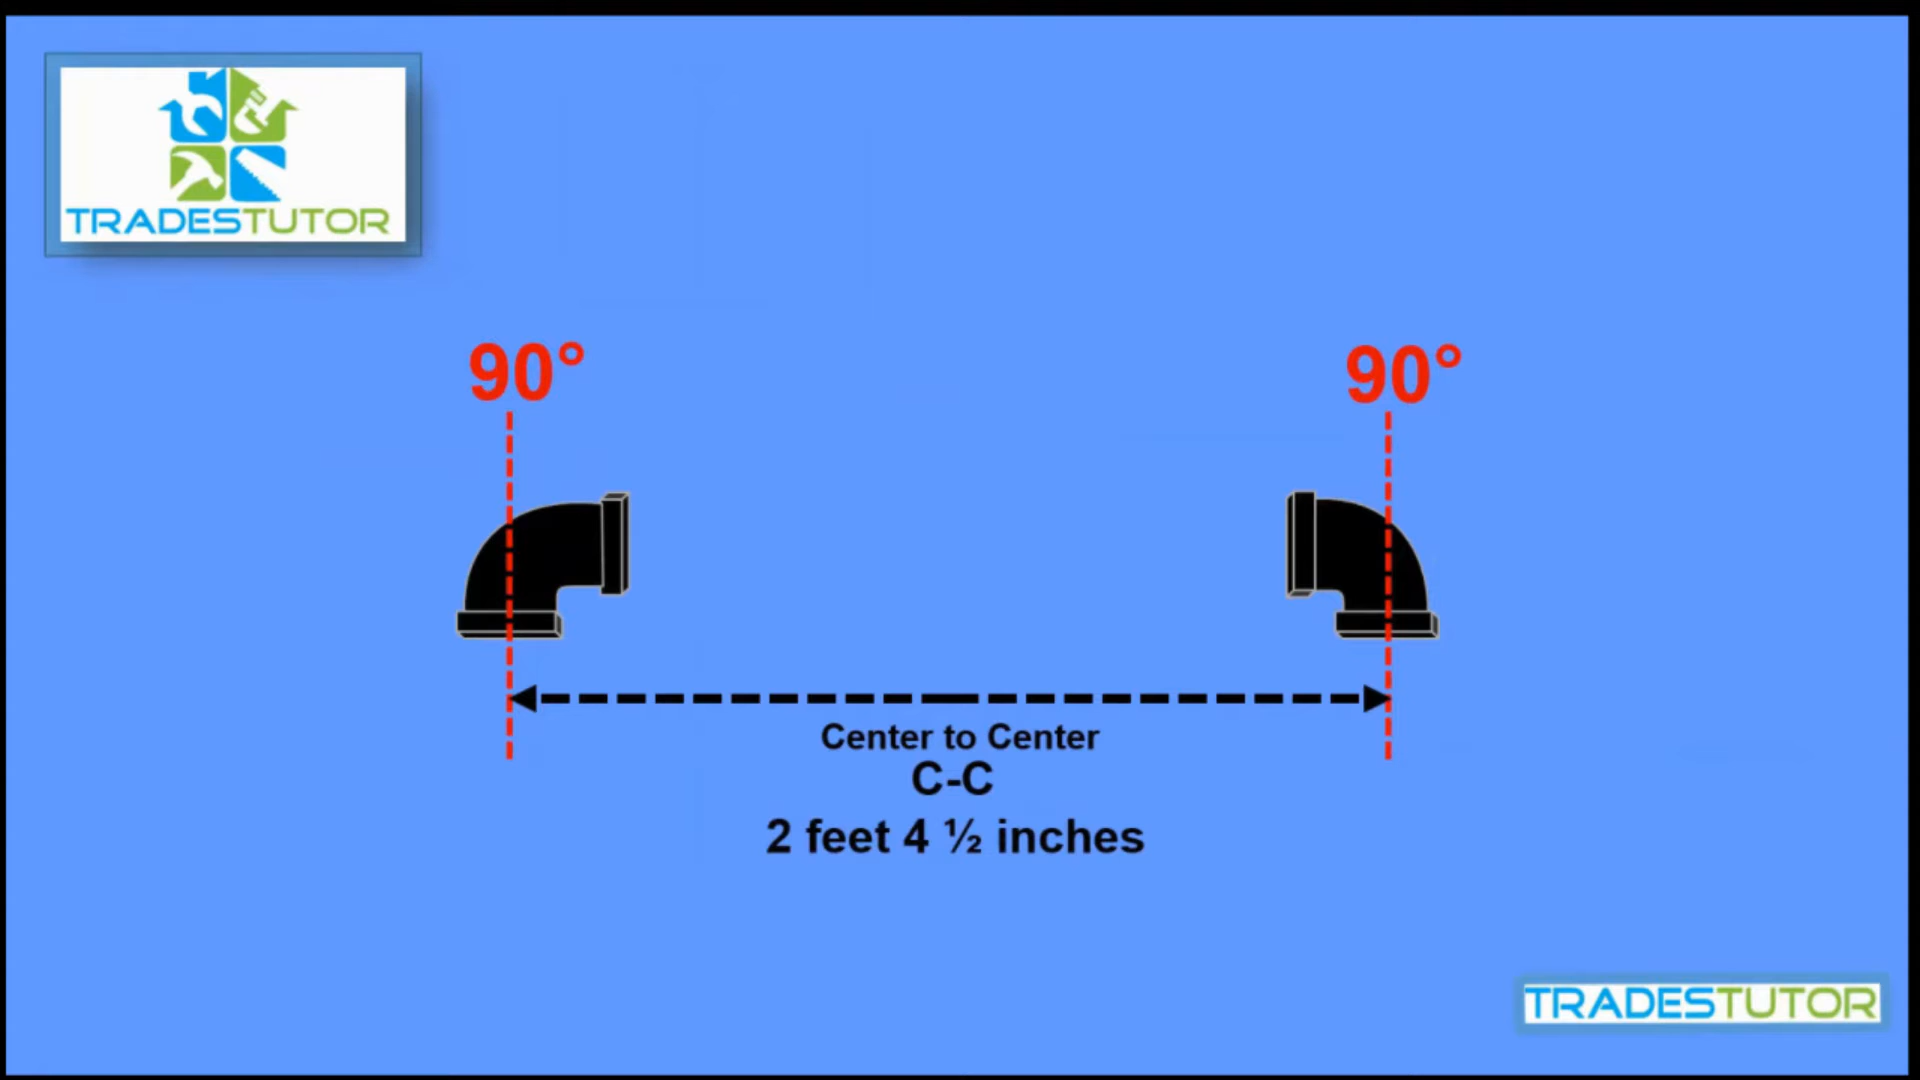 TRADESTUTOR
90°
90°
Center to Center
C-C
2 feet 4 ½ inches
TRADESTUTOR